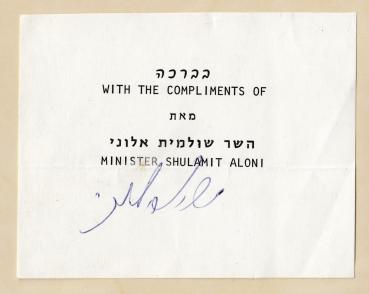 בברכה
WITH THE COMPLIMENTS OF
מאת
השר שולמית אלוני
MINISTER SHULAMIT ALONI